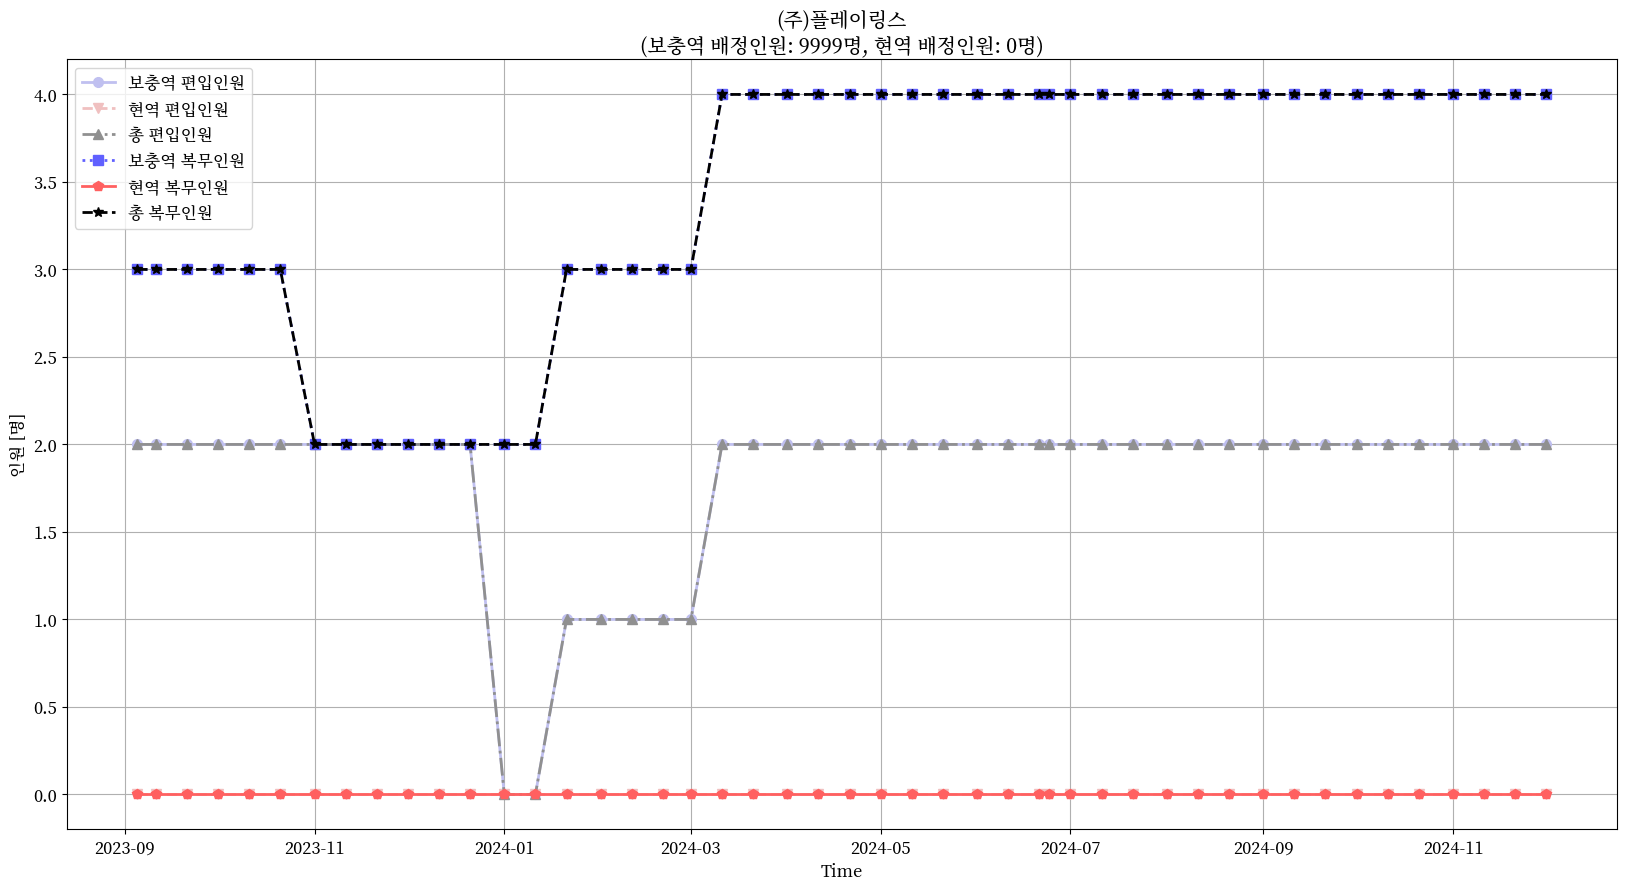 (주)플레이링스
(보충역 배정인원: 9999명, 현역 배정인원: 0명)
보충역 편입인원
현역 편입인원
총 편입인원
보충역 복무인원
현역 복무인원
총 복무인원
4.0
3.5
3.0
2.5
2.0
1.5
1.0
0.5
0.0
인원 [명]
2023-09 2023-11 2024-01 2024-03 2024-05 2024-07 2024-09 2024-11
Time